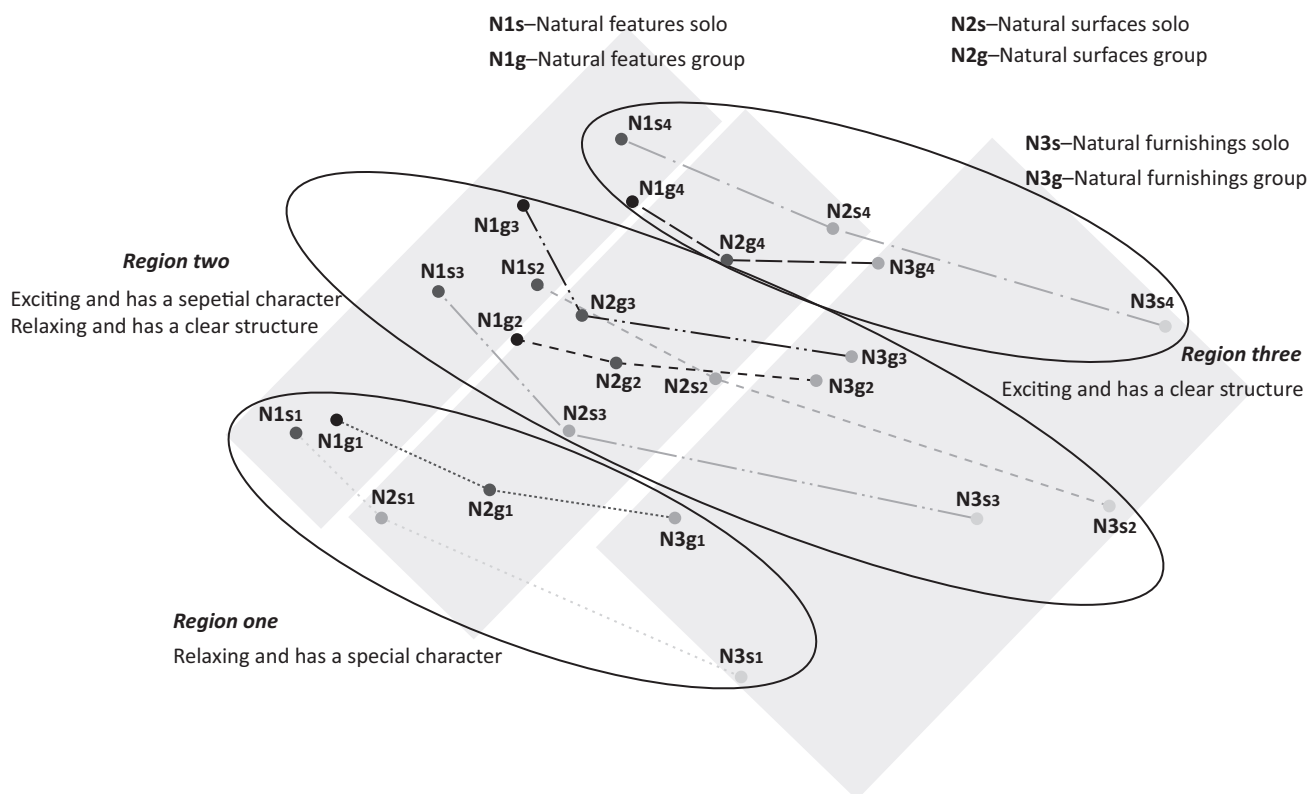 N1s–Natural features solo
N1g–Natural features group
N2s–Natural surfaces solo
N2g–Natural surfaces group
N3s–Natural furnishings solo
N3g–Natural furnishings group
N1s4
N1g4
N2s4
N2g4
N3g4
N3s4
Region two
Exciting and has a sepetial character
Relaxing and has a clear structure
N1g3
N1s3
N1s2
N2g3
N1g2
N3g3
N2g2
N2s2
N3g2
Region three
Exciting and has a clear structure
N2s3
N3s3
N3s2
N1s1
N1g1
N2s1
N2g1
N3g1
N3s1
Region one
Relaxing and has a special character